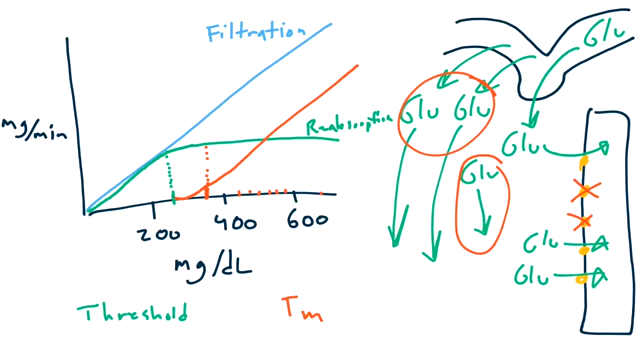 Filtration
mg/min
Reabsorption
200 400 600
mg/dL
Threshold
Tm
Glu
Glu Glu
Glu
Glu
Glu
Glu